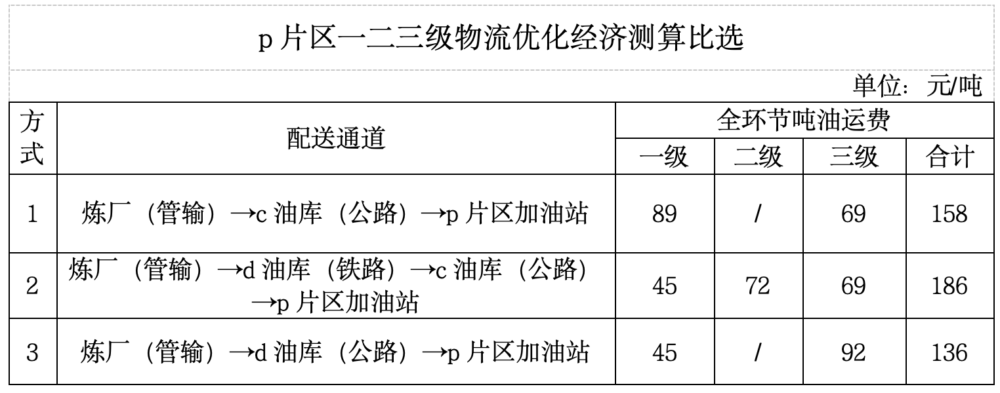 p 片区一二三级物流优化经济测算比选
单位： 元/吨
方式 配送通道 全环节吨油运费
一级 二级 三级 合计
1 炼厂（管输）→c 油库（公路）→p 片区加油站 89 / 69 158
2 炼厂（管输）→d 油库（铁路）→c 油库（公路） 45 72 69 186
→p 片区加油站
3 炼厂（管输）→d 油库（公路）→p 片区加油站 45 / 92 136